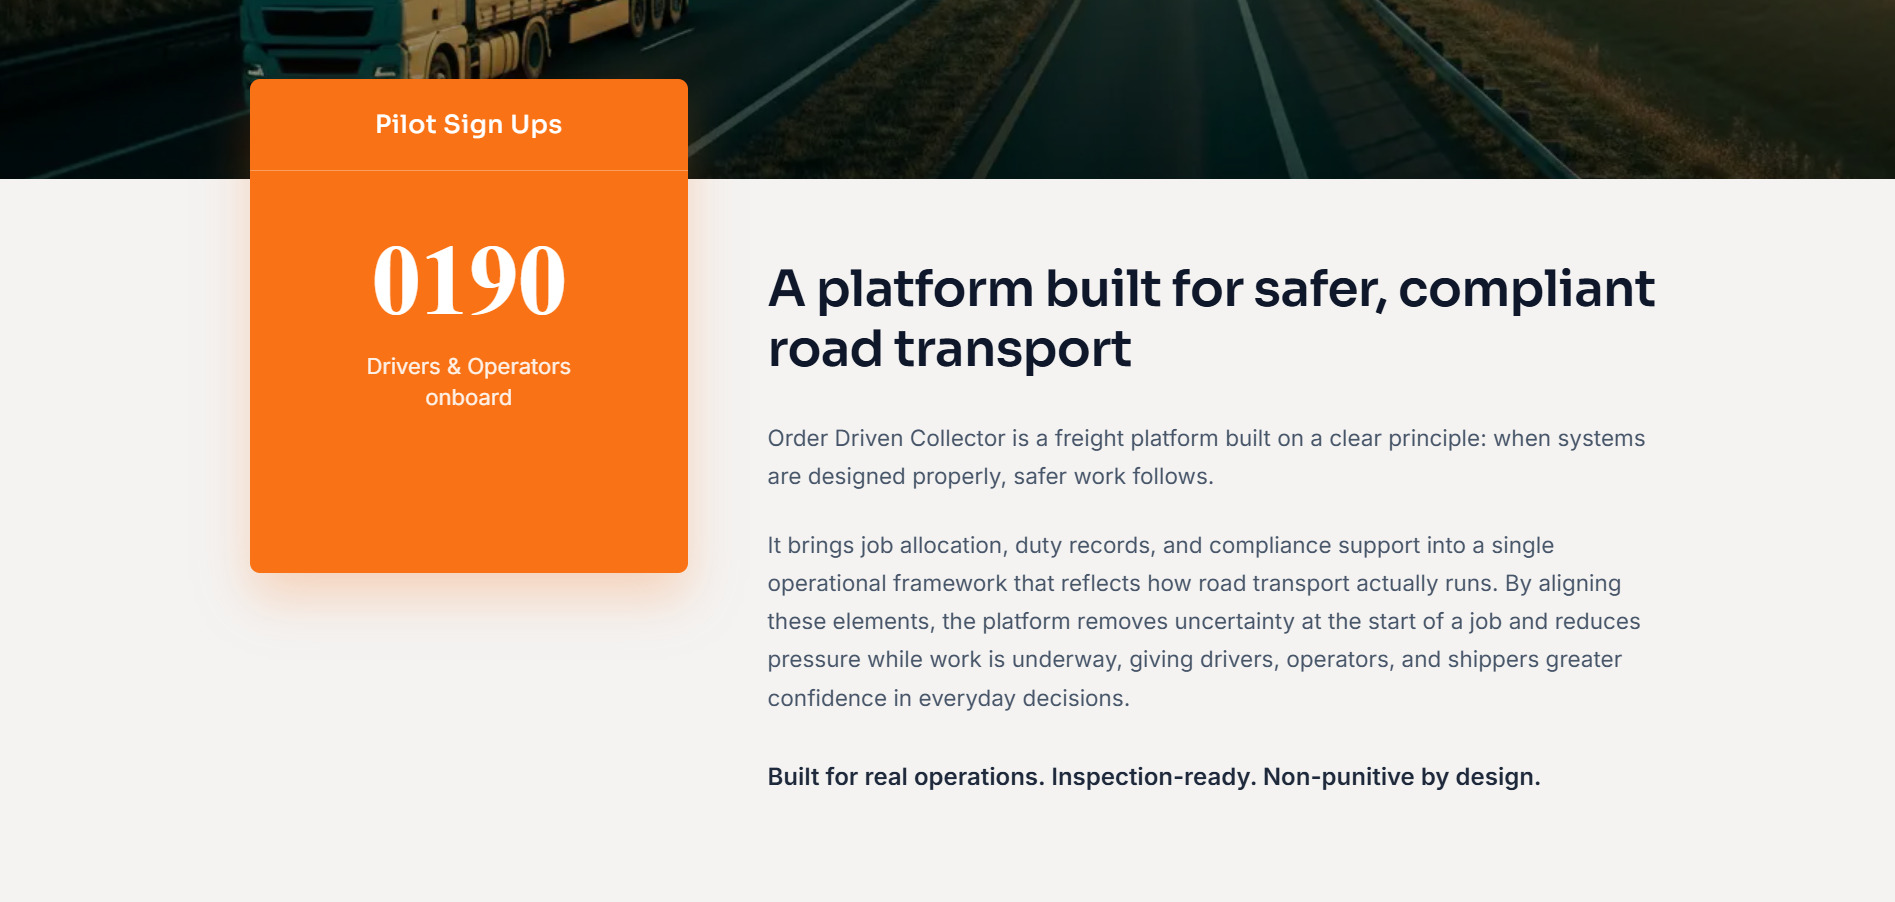 Pilot Sign Ups
0190
Drivers & Operators
onboard
A platform built for safer, compliant
road transport
Order Driven Collector is a freight platform built on a clear principle: when systems
are designed properly, safer work follows.
It brings job allocation, duty records, and compliance support into a single
operational framework that reflects how road transport actually runs. By aligning
these elements, the platform removes uncertainty at the start of a job and reduces
pressure while work is underway, giving drivers, operators, and shippers greater
confidence in everyday decisions.
Built for real operations. Inspection-ready. Non-punitive by design.